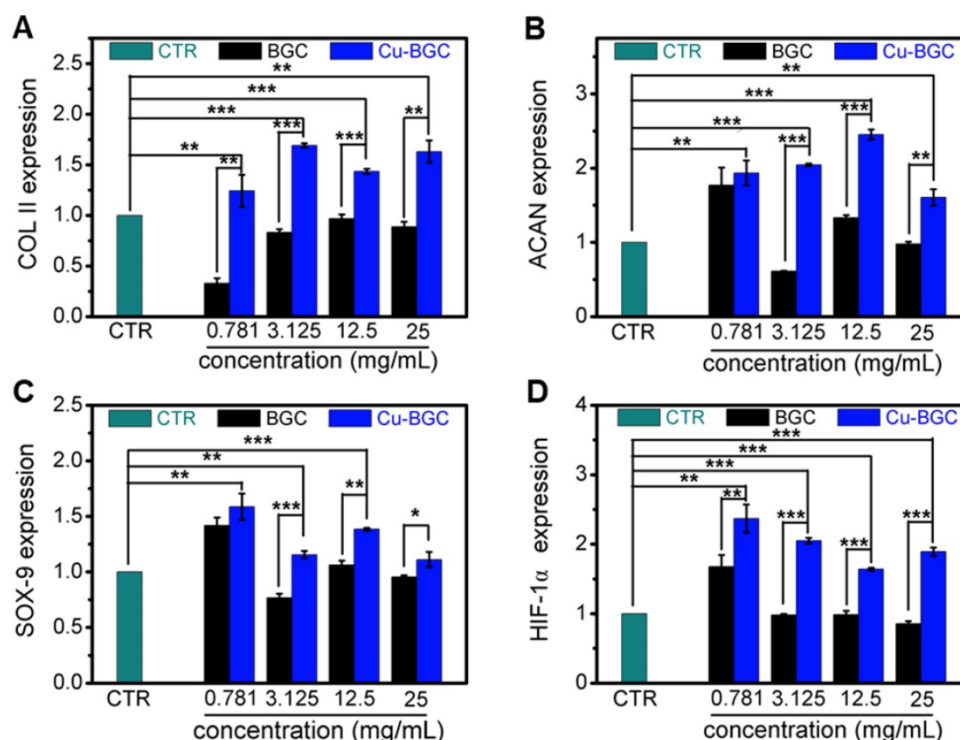 A
CTR BGC Cu-BGC
COL II expression
2.5
2.0
1.5
1.0
0.5
0.0
**
***
***
**
**
***
***
**
CTR 0.781 3.125 12.5 25
concentration (mg/mL)
B
CTR BGC Cu-BGC
ACAN expression
3
2
1
0
**
***
***
**
***
***
**
CTR 0.781 3.125 12.5 25
concentration (mg/mL)
C
CTR BGC Cu-BGC
SOX-9 expression
2.5
2.0
1.5
1.0
0.5
0.0
***
**
**
***
**
*
CTR 0.781 3.125 12.5 25
concentration (mg/mL)
D
CTR BGC Cu-BGC
HIF-1α expression
4
3
2
1
0
***
***
***
**
**
***
***
***
CTR 0.781 3.125 12.5 25
concentration (mg/mL)